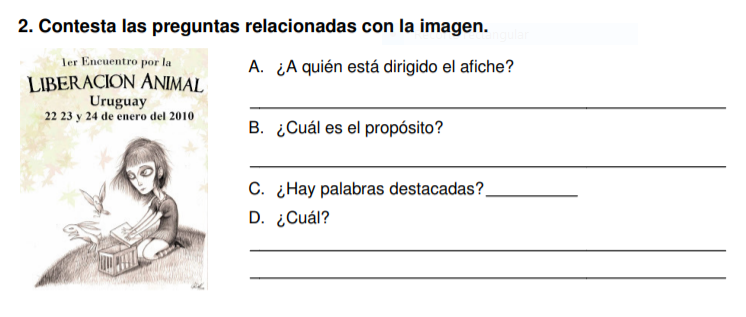 2. Contesta las preguntas relacionadas con la imagen.
1er Encuentro por la
LIBERACION ANIMAL
Uruguay
22 23 y 24 de enero del 2010
A. ¿A quién está dirigido el afiche?
B. ¿Cuál es el propósito?
C. ¿Hay palabras destacadas?
D. ¿Cuál?